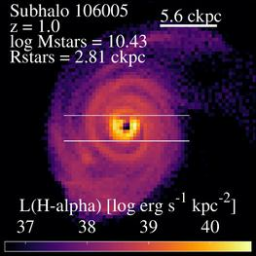 Subhalo 106005
5.6 ckpc
z = 1.0
log Mstars = 10.43
Rstars = 2.81 ckpc
L(H-alpha) [log erg s⁻¹ kpc⁻²]
37 38 39 40